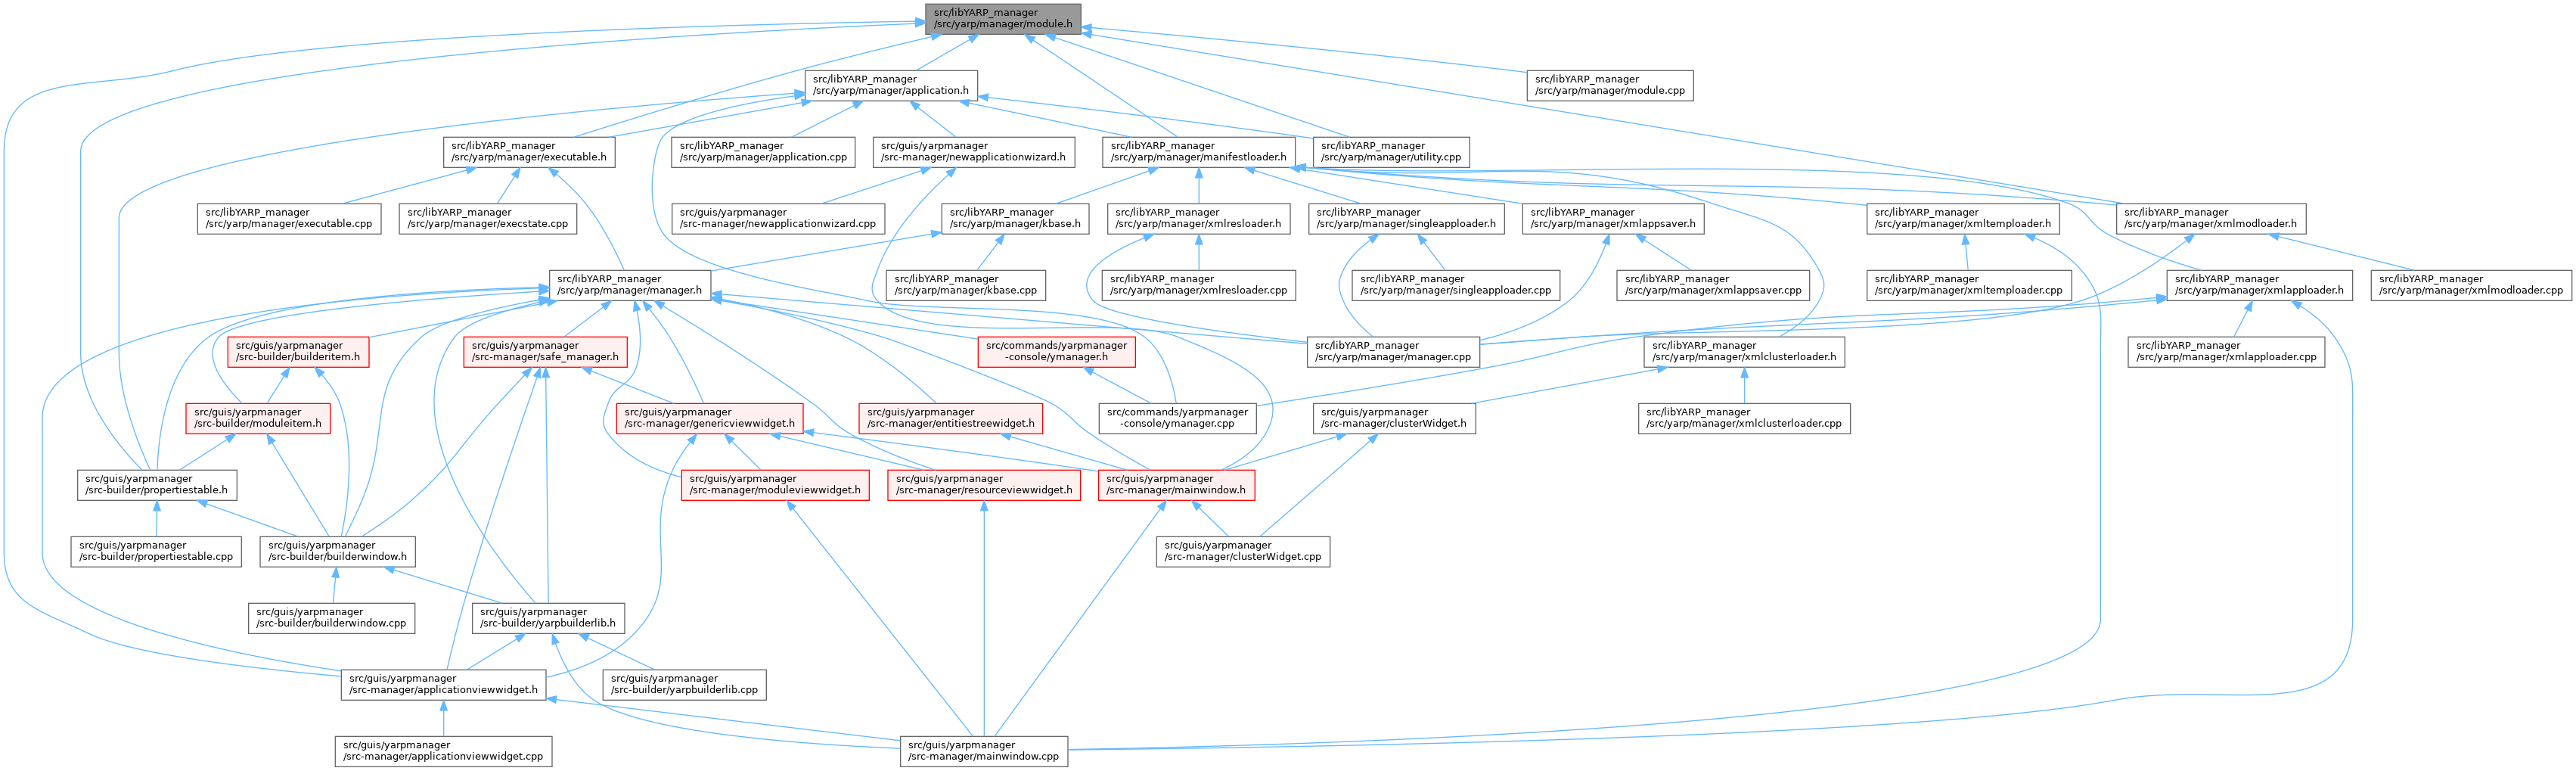 src/libYARP_manager
/src/yarp/manager/module.h
src/libYARP_manager
/src/yarp/manager/application.h
src/libYARP_manager
/src/yarp/manager/module.cpp
src/libYARP_manager
/src/yarp/manager/executable.h
src/libYARP_manager
/src/yarp/manager/application.cpp
src/guis/yarpmanager
/src-manager/newapplicationwizard.h
src/libYARP_manager
/src/yarp/manager/manifestloader.h
src/libYARP_manager
/src/yarp/manager/utility.cpp
src/libYARP_manager
/src/yarp/manager/executable.cpp
src/libYARP_manager
/src/yarp/manager/execstate.cpp
src/guis/yarpmanager
/src-manager/newapplicationwizard.cpp
src/libYARP_manager
/src/yarp/manager/kbase.h
src/libYARP_manager
/src/yarp/manager/xmlresloader.h
src/libYARP_manager
/src/yarp/manager/singleapploader.h
src/libYARP_manager
/src/yarp/manager/xmlappsaver.h
src/libYARP_manager
/src/yarp/manager/xmltemploader.h
src/libYARP_manager
/src/yarp/manager/xmlmodloader.h
src/libYARP_manager
/src/yarp/manager/manager.h
src/libYARP_manager
/src/yarp/manager/kbase.cpp
src/libYARP_manager
/src/yarp/manager/xmlresloader.cpp
src/libYARP_manager
/src/yarp/manager/singleapploader.cpp
src/libYARP_manager
/src/yarp/manager/xmlappsaver.cpp
src/libYARP_manager
/src/yarp/manager/xmltemploader.cpp
src/libYARP_manager
/src/yarp/manager/xmlapploader.h
src/libYARP_manager
/src/yarp/manager/xmlmodloader.cpp
src/guis/yarpmanager
/src-builder/builderitem.h
src/guis/yarpmanager
/src-manager/safe_manager.h
src/commands/yarpmanager
-console/ymanager.h
src/libYARP_manager
/src/yarp/manager/manager.cpp
src/libYARP_manager
/src/yarp/manager/xmlclusterloader.h
src/libYARP_manager
/src/yarp/manager/xmlapploader.cpp
src/guis/yarpmanager
/src-builder/moduleitem.h
src/guis/yarpmanager
/src-manager/genericviewwidget.h
src/guis/yarpmanager
/src-manager/entitiestreewidget.h
src/commands/yarpmanager
-console/ymanager.cpp
src/guis/yarpmanager
/src-manager/clusterWidget.h
src/libYARP_manager
/src/yarp/manager/xmlclusterloader.cpp
src/guis/yarpmanager
/src-builder/propertiestable.h
src/guis/yarpmanager
/src-manager/moduleviewwidget.h
src/guis/yarpmanager
/src-manager/resourceviewwidget.h
src/guis/yarpmanager
/src-manager/mainwindow.h
src/guis/yarpmanager
/src-builder/propertiestable.cpp
src/guis/yarpmanager
/src-builder/builderwindow.h
src/guis/yarpmanager
/src-manager/clusterWidget.cpp
src/guis/yarpmanager
/src-builder/builderwindow.cpp
src/guis/yarpmanager
/src-builder/yarpbuilderlib.h
src/guis/yarpmanager
/src-manager/applicationviewwidget.h
src/guis/yarpmanager
/src-builder/yarpbuilderlib.cpp
src/guis/yarpmanager
/src-manager/applicationviewwidget.cpp
src/guis/yarpmanager
/src-manager/mainwindow.cpp